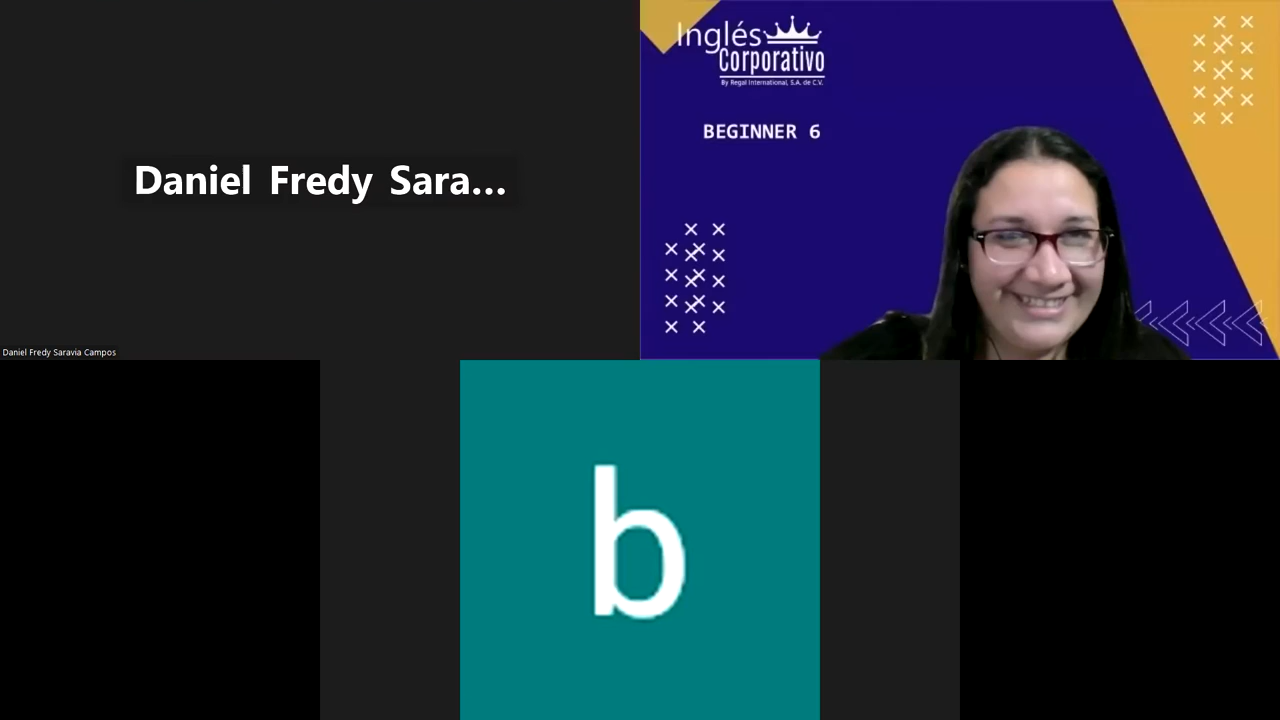 Daniel Fredy Sara...
Daniel Fredy Saravia Campos
Inglés
Corporativo
By Regal International, S.A. de C.V.
BEGINNER 6
b